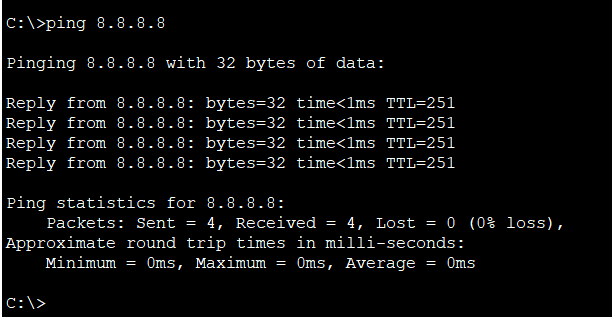 C:\>ping 8.8.8.8
Pinging 8.8.8.8 with 32 bytes of data:
Reply from 8.8.8.8: bytes=32 time<1ms TTL=251
Reply from 8.8.8.8: bytes=32 time<1ms TTL=251
Reply from 8.8.8.8: bytes=32 time<1ms TTL=251
Reply from 8.8.8.8: bytes=32 time<1ms TTL=251
Ping statistics for 8.8.8.8:
    Packets: Sent = 4, Received = 4, Lost = 0 (0% loss),
Approximate round trip times in milli-seconds:
    Minimum = 0ms, Maximum = 0ms, Average = 0ms
C:\>